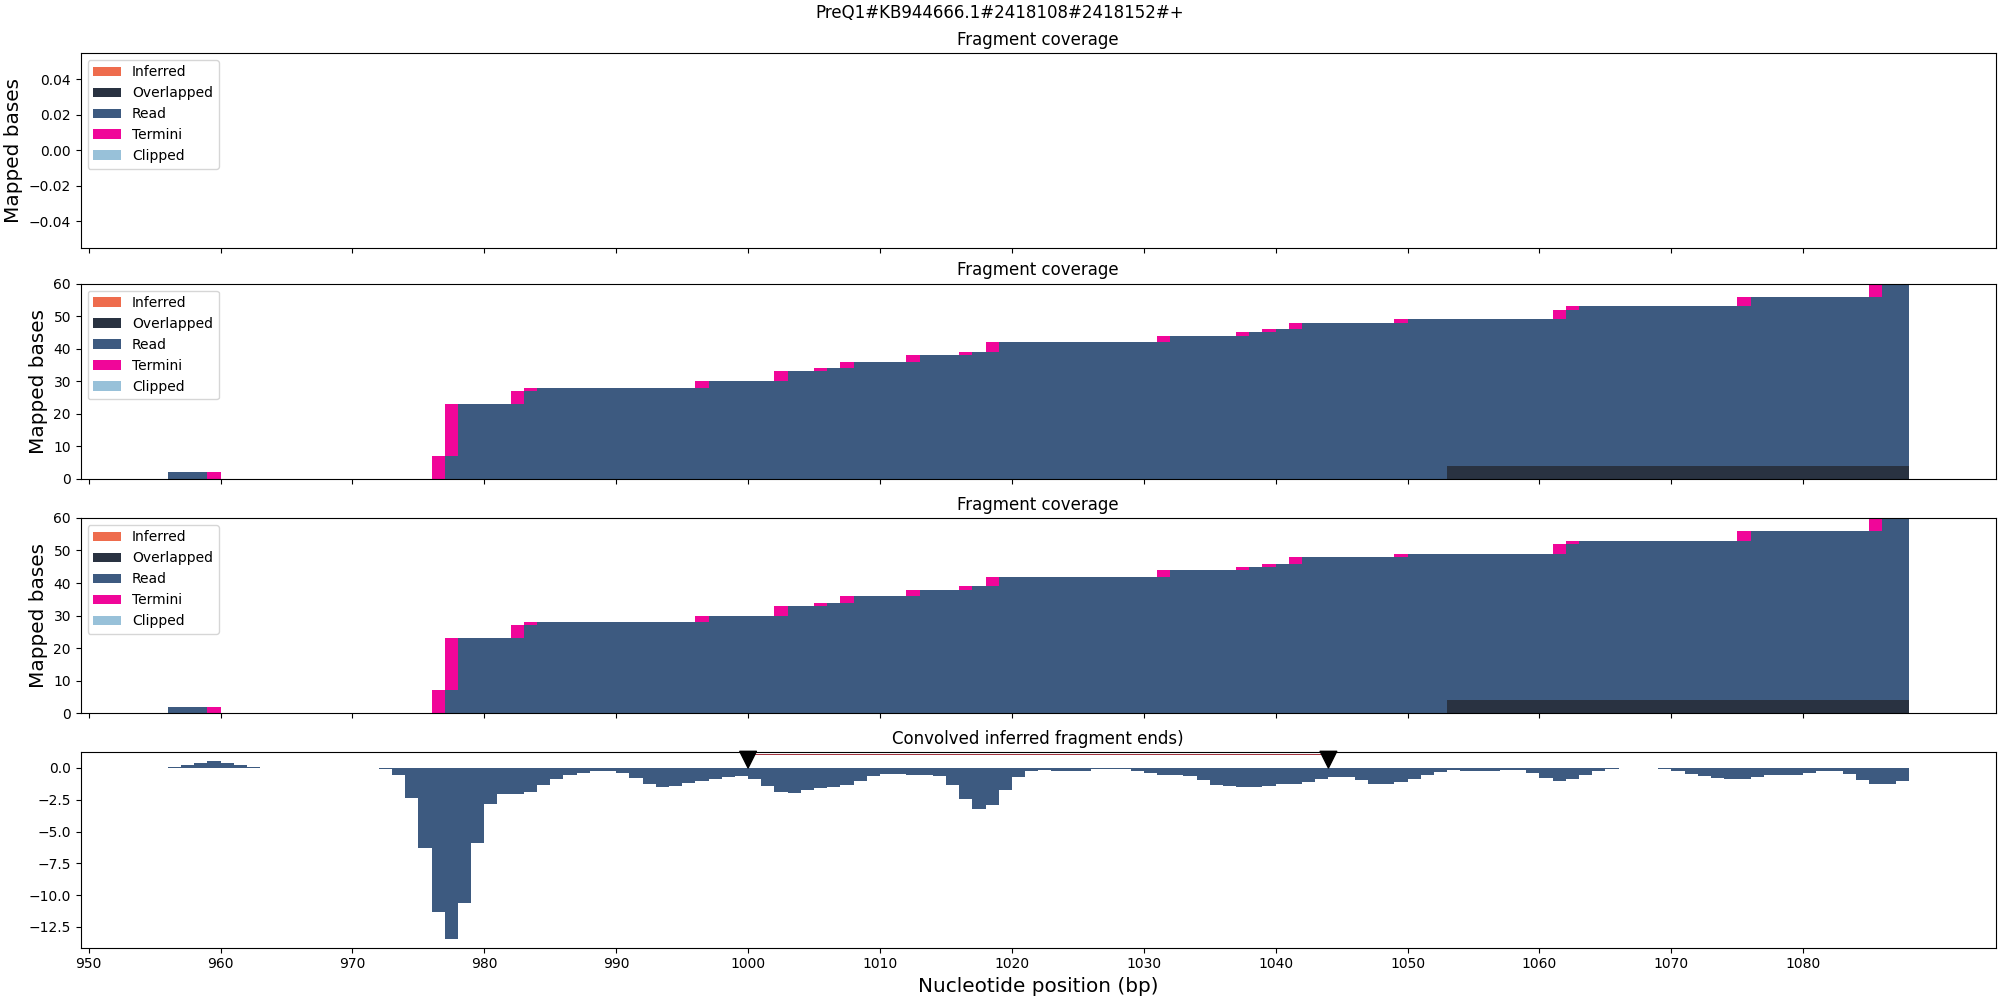 PreQ1#KB944666.1#2418108#2418152#+
Fragment coverage
Mapped bases
0.04
0.02
0.00
−0.02
−0.04
Inferred
Overlapped
Read
Termini
Clipped
Fragment coverage
Mapped bases
60
50
40
30
20
10
0
Inferred
Overlapped
Read
Termini
Clipped
Fragment coverage
Mapped bases
60
50
40
30
20
10
0
Inferred
Overlapped
Read
Termini
Clipped
Convolved inferred fragment ends)
0.0
−2.5
−5.0
−7.5
−10.0
−12.5
950 960 970 980 990 1000 1010 1020 1030 1040 1050 1060 1070 1080
Nucleotide position (bp)